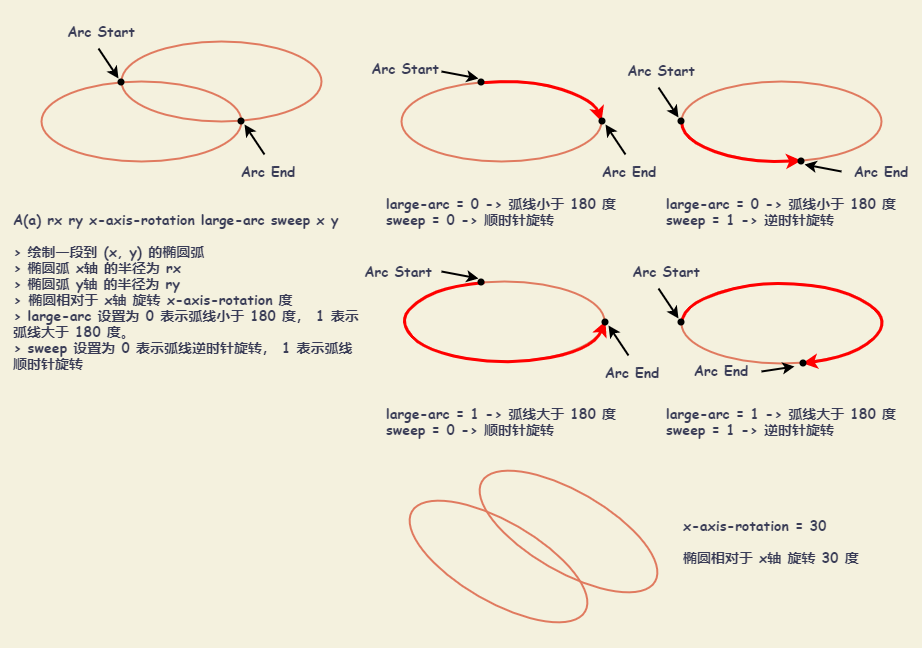 Arc Start
Arc End
A(a) rx ry x-axis-rotation large-arc sweep x y
> 绘制一段到 (x, y) 的椭圆弧
> 椭圆弧 x轴 的半径为 rx
> 椭圆弧 y轴 的半径为 ry
> 椭圆相对于 x轴 旋转 x-axis-rotation 度
> large-arc 设置为 0 表示弧线小于 180 度， 1 表示
弧线大于 180 度。
> sweep 设置为 0 表示弧线逆时针旋转， 1 表示弧线
顺时针旋转
Arc Start
Arc End
large-arc = 0 -> 弧线小于 180 度
sweep = 0 -> 顺时针旋转
Arc Start
Arc End
large-arc = 0 -> 弧线小于 180 度
sweep = 1 -> 逆时针旋转
Arc Start
Arc End
large-arc = 1 -> 弧线大于 180 度
sweep = 0 -> 顺时针旋转
Arc Start
Arc End
large-arc = 1 -> 弧线大于 180 度
sweep = 1 -> 逆时针旋转
x-axis-rotation = 30
椭圆相对于 x轴 旋转 30 度